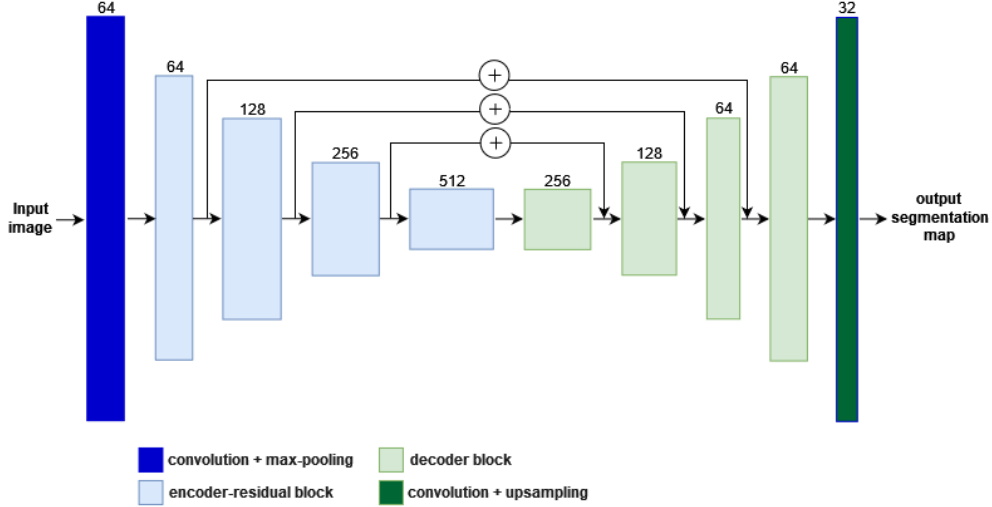 64
32
64
64
+
+
128
64
+
256
128
512
256
Input
image
output
segmentation
map
convolution + max-pooling
decoder block
encoder-residual block
convolution + upsampling